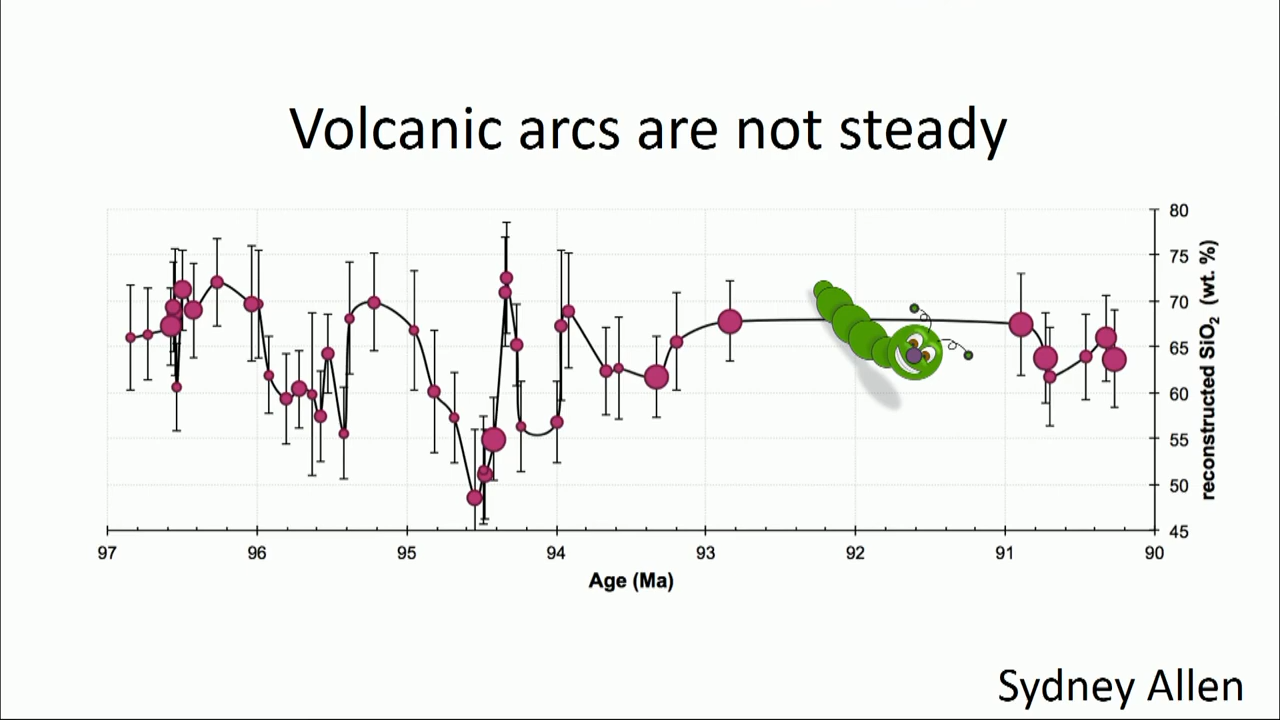 Volcanic arcs are not steady
80
75
70
65
60
55
50
45
reconstructed SiO₂ (wt. %)
97 96 95 94 93 92 91 90
Age (Ma)
Sydney Allen